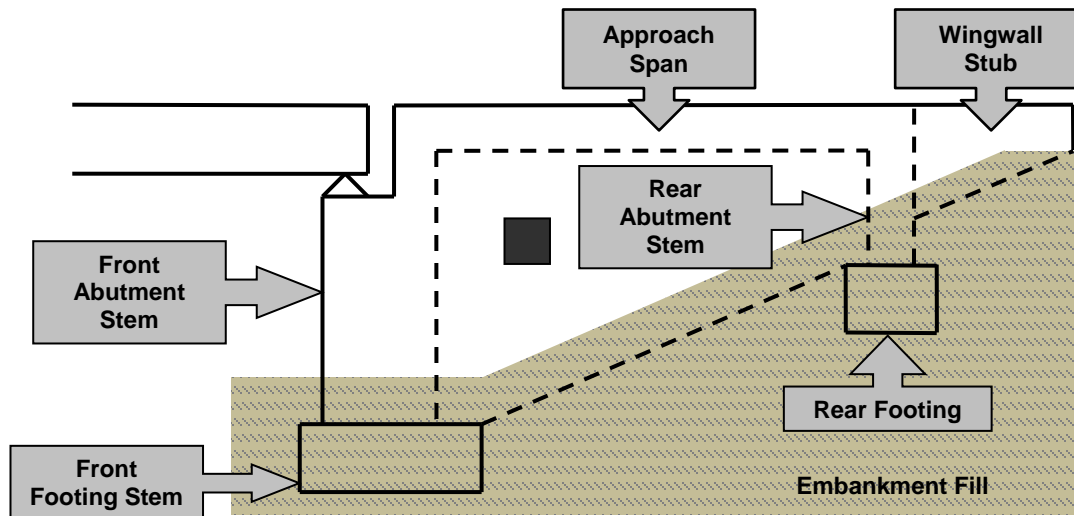 Approach
Span
Wingwall
Stub
Rear
Abutment
Stem
Front
Abutment
Stem
Rear Footing
Front
Footing Stem
Embankment Fill